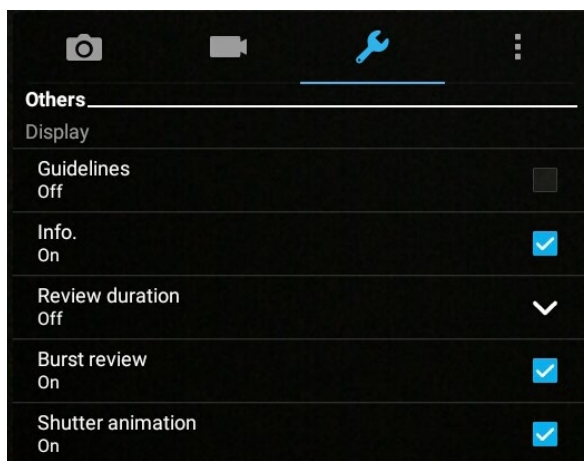 Others
Display
Guidelines
Off
Info.
On
Review duration
Off
Burst review
On
Shutter animation
On